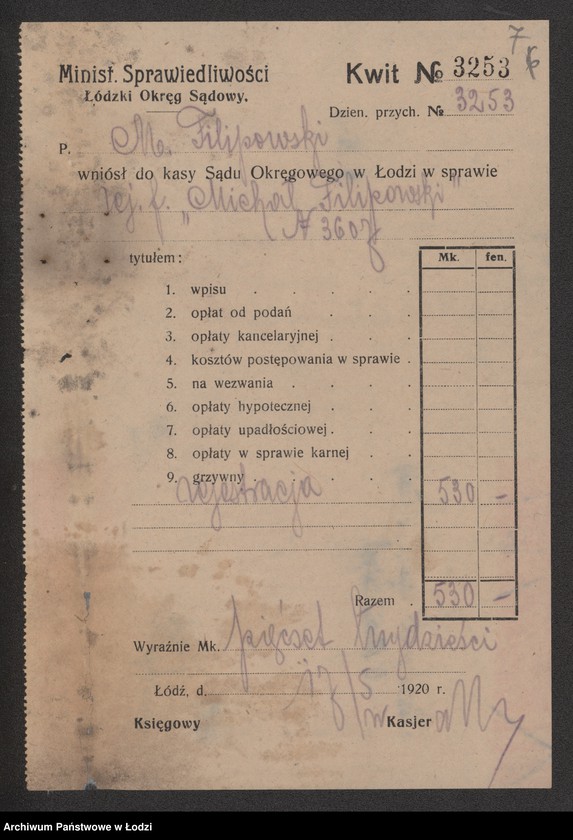 7
Minist. Sprawiedliwości
Łódzki Okręg Sądowy.
Kwit № 3253
Dzien. przych. № 3253
P. M. Filipowski
wniósł do kasy Sądu Okręgowego w Łodzi w sprawie
rej. f. „Michał Filipowski"
tytułem:
Mk. fen.
1. wpisu
2. opłat od podań
3. opłaty kancelaryjnej
4. kosztów postępowania w sprawie
5. na wezwania
6. opłaty hypotecznej
7. opłaty upadłościowej
8. opłaty w sprawie karnej
9. grzywny
rejestracja 530 —
Razem 530 —
Wyraźnie Mk. pięćset trzydzieści
Łódź, d. 17/5 1920 r.
Księgowy Kasjer
Archiwum Państwowe w Łodzi